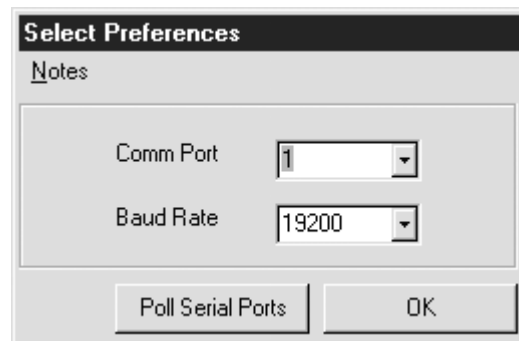 Select Preferences
Notes
Comm Port 1
Baud Rate 19200
Poll Serial Ports OK